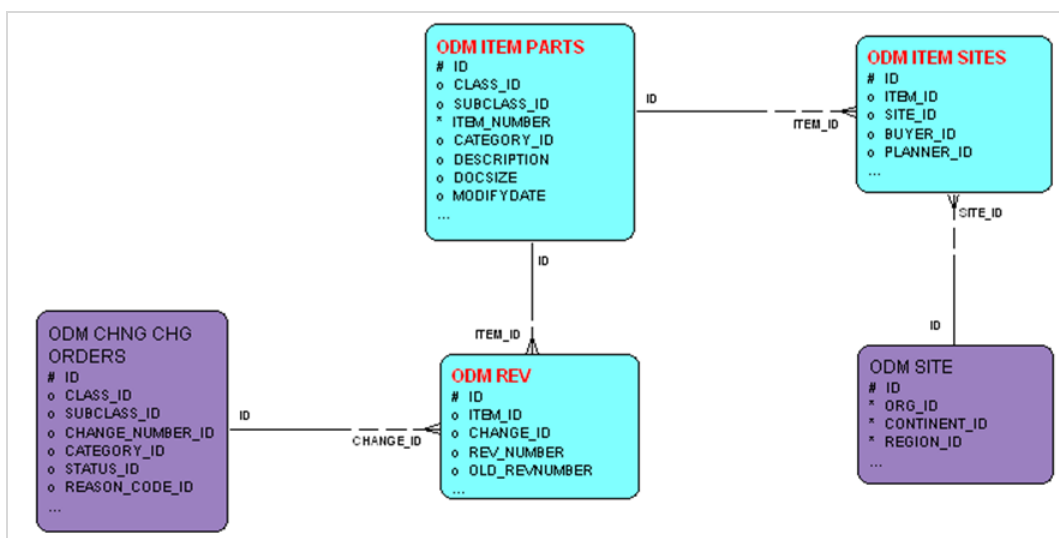 ODM ITEM PARTS
# ID
o CLASS_ID
o SUBCLASS_ID
* ITEM_NUMBER
o CATEGORY_ID
o DESCRIPTION
o DOCSIZE
o MODIFYDATE
...
ID
ITEM_ID
ODM ITEM SITES
# ID
o ITEM_ID
o SITE_ID
o BUYER_ID
o PLANNER_ID
...
SITE_ID
ID
ID
ITEM_ID
ODM CHNG CHG
ORDERS
# ID
o CLASS_ID
o SUBCLASS_ID
o CHANGE_NUMBER_ID
o CATEGORY_ID
o STATUS_ID
o REASON_CODE_ID
...
ID
CHANGE_ID
ODM REV
# ID
o ITEM_ID
o CHANGE_ID
o REV_NUMBER
o OLD_REVNUMBER
...
ODM SITE
# ID
* ORG_ID
* CONTINENT_ID
* REGION_ID
...